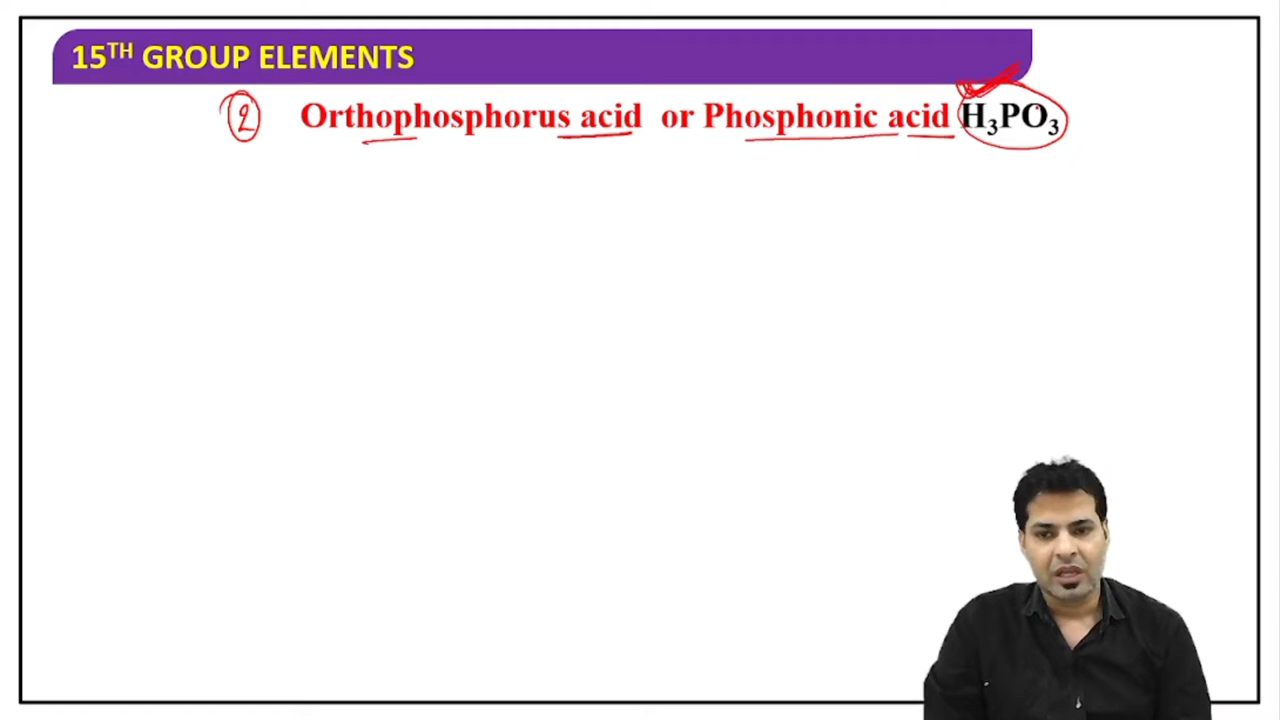 15TH GROUP ELEMENTS
2 Orthophosphorus acid or Phosphonic acid H₃PO₃